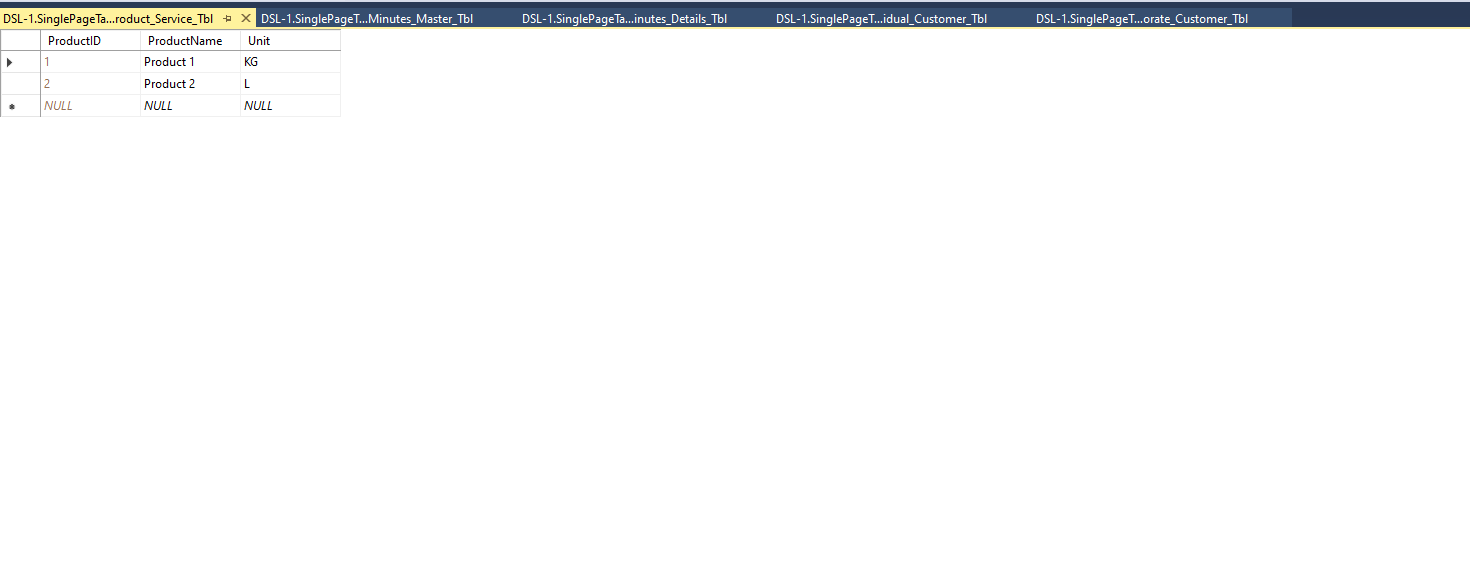 DSL-1.SinglePageTa...roduct_Service_Tbl DSL-1.SinglePageT...Minutes_Master_Tbl DSL-1.SinglePageTa...inutes_Details_Tbl DSL-1.SinglePageT...idual_Customer_Tbl DSL-1.SinglePageT...orate_Customer_Tbl
ProductID ProductName Unit
1 Product 1 KG
2 Product 2 L
NULL NULL NULL